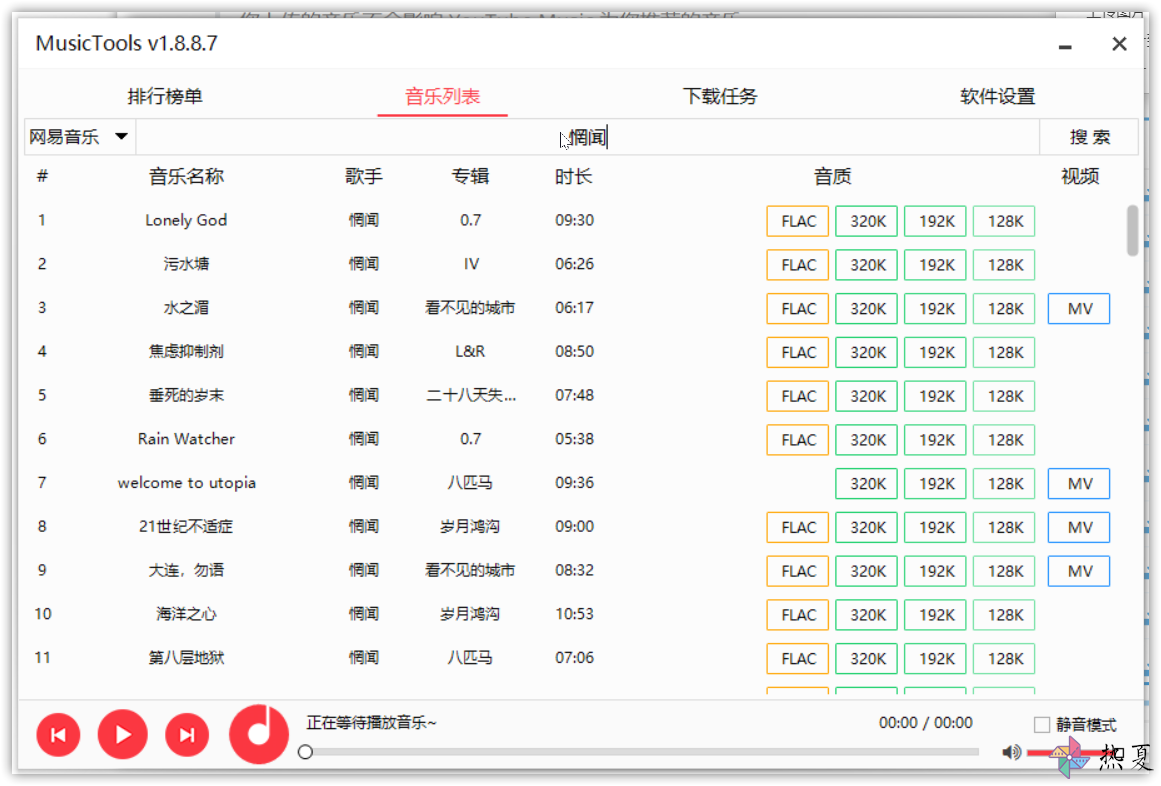 MusicTools v1.8.8.7
排行榜单 音乐列表 下载任务 软件设置
网易音乐 惘闻 搜 索
# 音乐名称 歌手 专辑 时长 音质 视频
1 Lonely God 惘闻 0.7 09:30 FLAC 320K 192K 128K
2 污水塘 惘闻 IV 06:26 FLAC 320K 192K 128K
3 水之湄 惘闻 看不见的城市 06:17 FLAC 320K 192K 128K MV
4 焦虑抑制剂 惘闻 L&R 08:50 FLAC 320K 192K 128K
5 垂死的岁末 惘闻 二十八天失... 07:48 FLAC 320K 192K 128K
6 Rain Watcher 惘闻 0.7 05:38 FLAC 320K 192K 128K
7 welcome to utopia 惘闻 八匹马 09:36 320K 192K 128K MV
8 21世纪不适症 惘闻 岁月鸿沟 09:00 FLAC 320K 192K 128K MV
9 大连，勿语 惘闻 看不见的城市 08:32 FLAC 320K 192K 128K MV
10 海洋之心 惘闻 岁月鸿沟 10:53 FLAC 320K 192K 128K
11 第八层地狱 惘闻 八匹马 07:06 FLAC 320K 192K 128K
正在等待播放音乐~ 00:00 / 00:00 静音模式
热夏